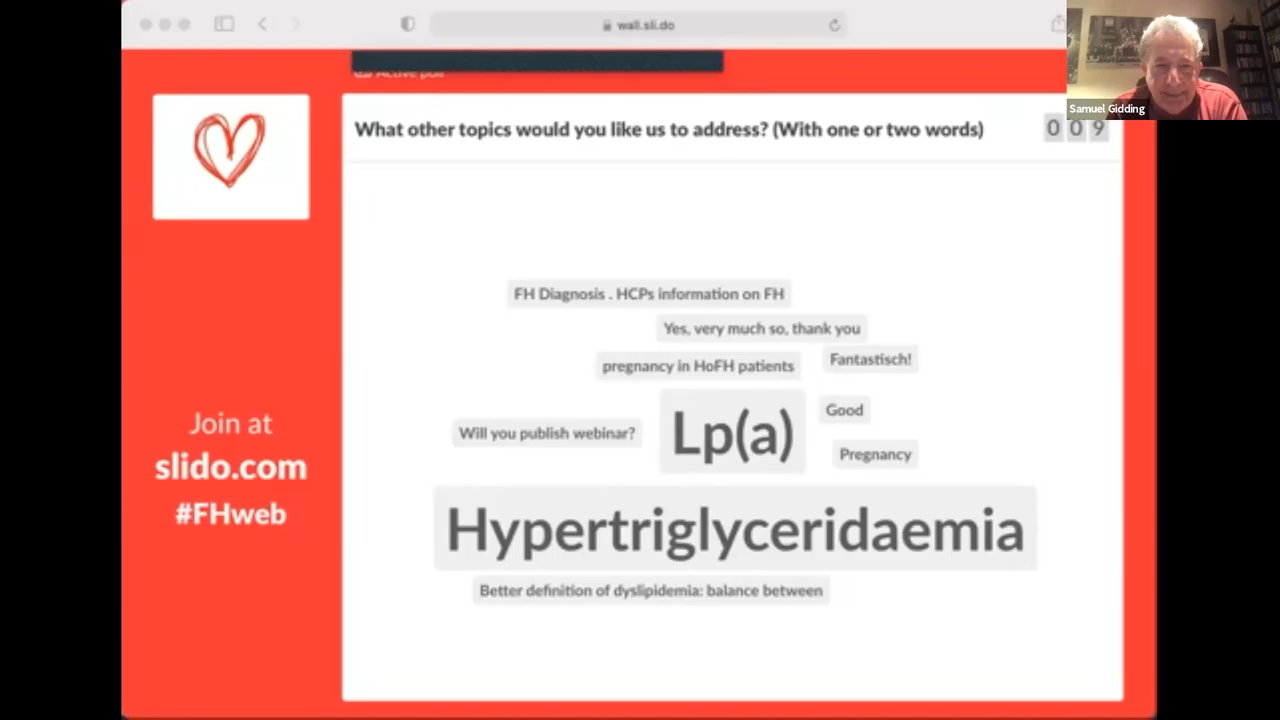 wall.sli.do
Samuel Gidding
Active poll
What other topics would you like us to address? (With one or two words)
0 0 9
FH Diagnosis . HCPs information on FH
Yes, very much so, thank you
Fantastisch!
pregnancy in HoFH patients
Good
Lp(a)
Will you publish webinar?
Pregnancy
Hypertriglyceridaemia
Better definition of dyslipidemia: balance between
Join at
slido.com
#FHweb